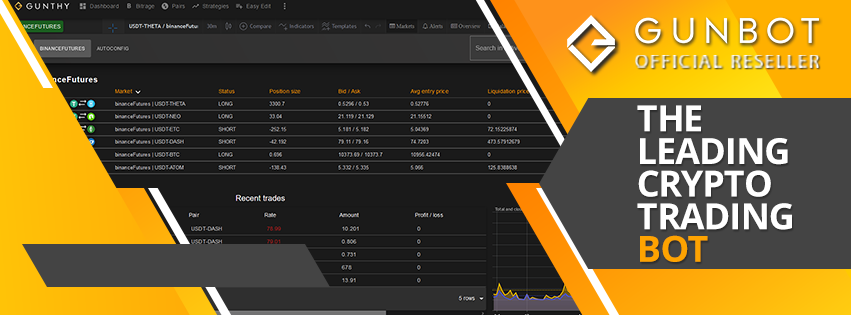 GUNTHY
Dashboard Bitrage Pairs Strategies Easy Edit
BINANCEFUTURES USDT-THETA / binanceFutu 30m Compare Indicators Templates Markets Alerts Overview
BINANCEFUTURES AUTOCONFIG Search in
nceFutures
Market Status Position size Bid / Ask Avg entry price Liquidation price
binanceFutures | USDT-THETA LONG 3300.7 0.5296 / 0.53 0.52776 0
binanceFutures | USDT-NEO LONG 33.04 21.119 / 21.129 21.15512 0
binanceFutures | USDT-ETC SHORT -252.15 5.181 / 5.182 5.04369 72.15225874
binanceFutures | USDT-DASH SHORT -42.192 79.11 / 79.16 74.7203 473.57912679
binanceFutures | USDT-BTC LONG 0.696 10373.69 / 10373.7 10956.42474 0
binanceFutures | USDT-ATOM SHORT -138.43 5.332 / 5.335 5.066 125.8388638
Recent trades
Pair Rate Amount Profit / loss
USDT-DASH 10.201 0
USDT-DASH 0.806 0
0.731 0
678 0
13.91 0
5 rows
Total and
GUNBOT
OFFICIAL RESELLER
THE
LEADING
CRYPTO
TRADING
BOT